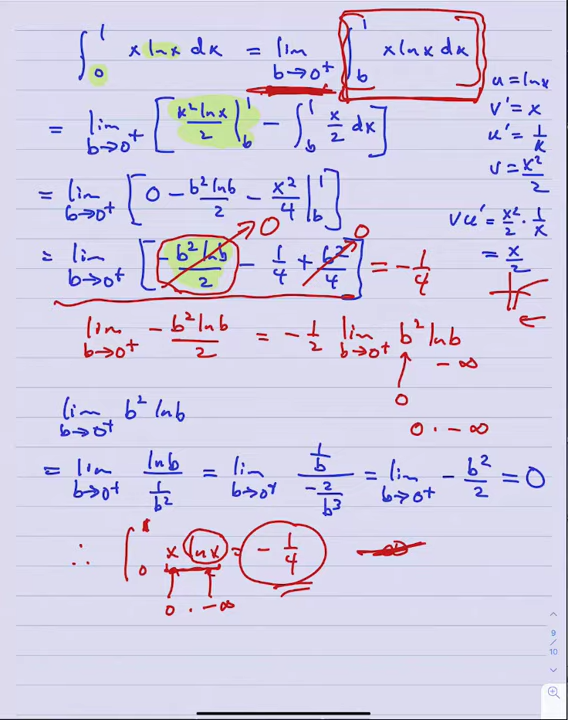 ∫₀¹ x ln x dx = lim_{b→0⁺} [ ∫_b¹ x ln x dx ]
u = ln x
v' = x
u' = 1/x
v = x²/2
vu' = x²/2 · 1/x
= x/2
= lim_{b→0⁺} [ x² ln x / 2 |_b¹ − ∫_b¹ x/2 dx ]
= lim_{b→0⁺} [ 0 − b² ln b / 2 − x²/4 |_b¹ ]
= lim_{b→0⁺} [ − b² ln b / 2 − 1/4 + b²/4 ] = − 1/4
0 0
lim_{b→0⁺} − b² ln b / 2 = − 1/2 lim_{b→0⁺} b² ln b
− ∞
0
0 · − ∞
lim_{b→0⁺} b² ln b
= lim_{b→0⁺} ln b / (1/b²) = lim_{b→0⁺} (1/b) / (−2/b³) = lim_{b→0⁺} − b²/2 = 0
∴ ∫₀¹ x ln x = − 1/4 −∞
0 · − ∞
9
/
10